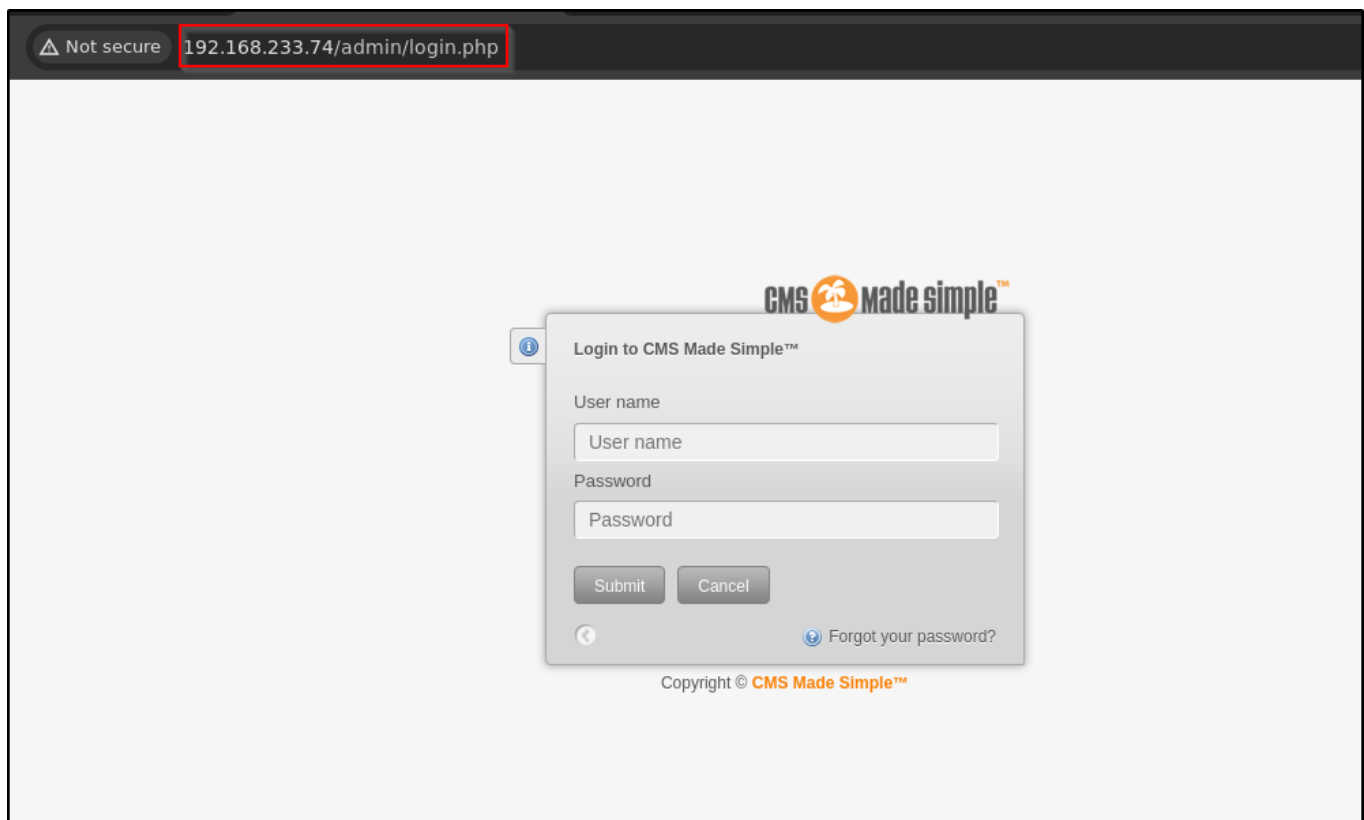 Not secure 192.168.233.74/admin/login.php
CMS made simple™
Login to CMS Made Simple™
User name
User name
Password
Password
Submit Cancel
Forgot your password?
Copyright © CMS Made Simple™